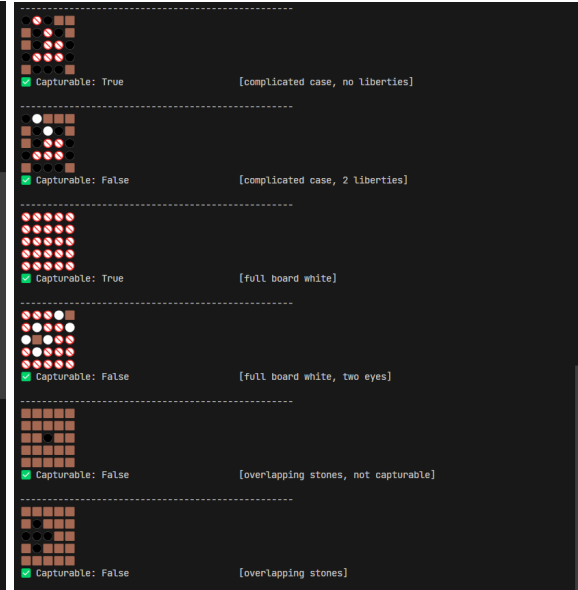 ------------------------------------------------------
✅ Capturable: True [complicated case, no liberties]
------------------------------------------------------
✅ Capturable: False [complicated case, 2 liberties]
------------------------------------------------------
✅ Capturable: True [full board white]
------------------------------------------------------
✅ Capturable: False [full board white, two eyes]
------------------------------------------------------
✅ Capturable: False [overlapping stones, not capturable]
------------------------------------------------------
✅ Capturable: False [overlapping stones]